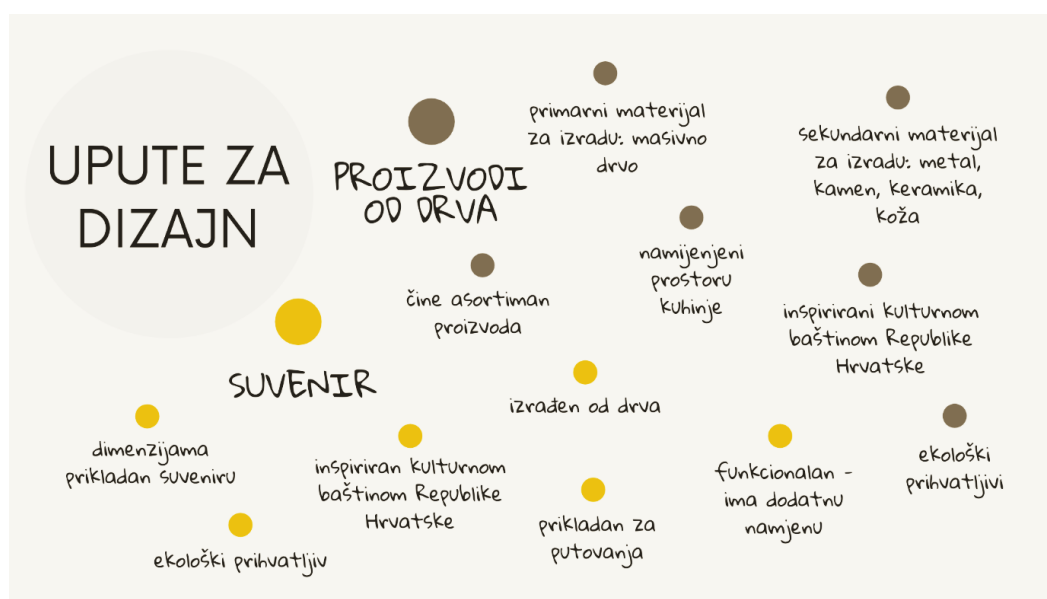 UPUTE ZA
DIZAJN
PROIZVODI
OD DRVA
primarni materijal
za izradu: masivno
drvo
sekundarni materijal
za izradu: metal,
kamen, keramika,
koža
namijenjeni
prostoru
kuhinje
čine asortiman
proizvoda
inspirirani kulturnom
baštinom Republike
Hrvatske
ekološki
prihvatljivi
SUVENIR
izrađen od drva
dimenzijama
prikladan suveniru
inspiriran kulturnom
baštinom Republike
Hrvatske
funkcionalan -
ima dodatnu
namjenu
prikladan za
putovanja
ekološki prihvatljiv